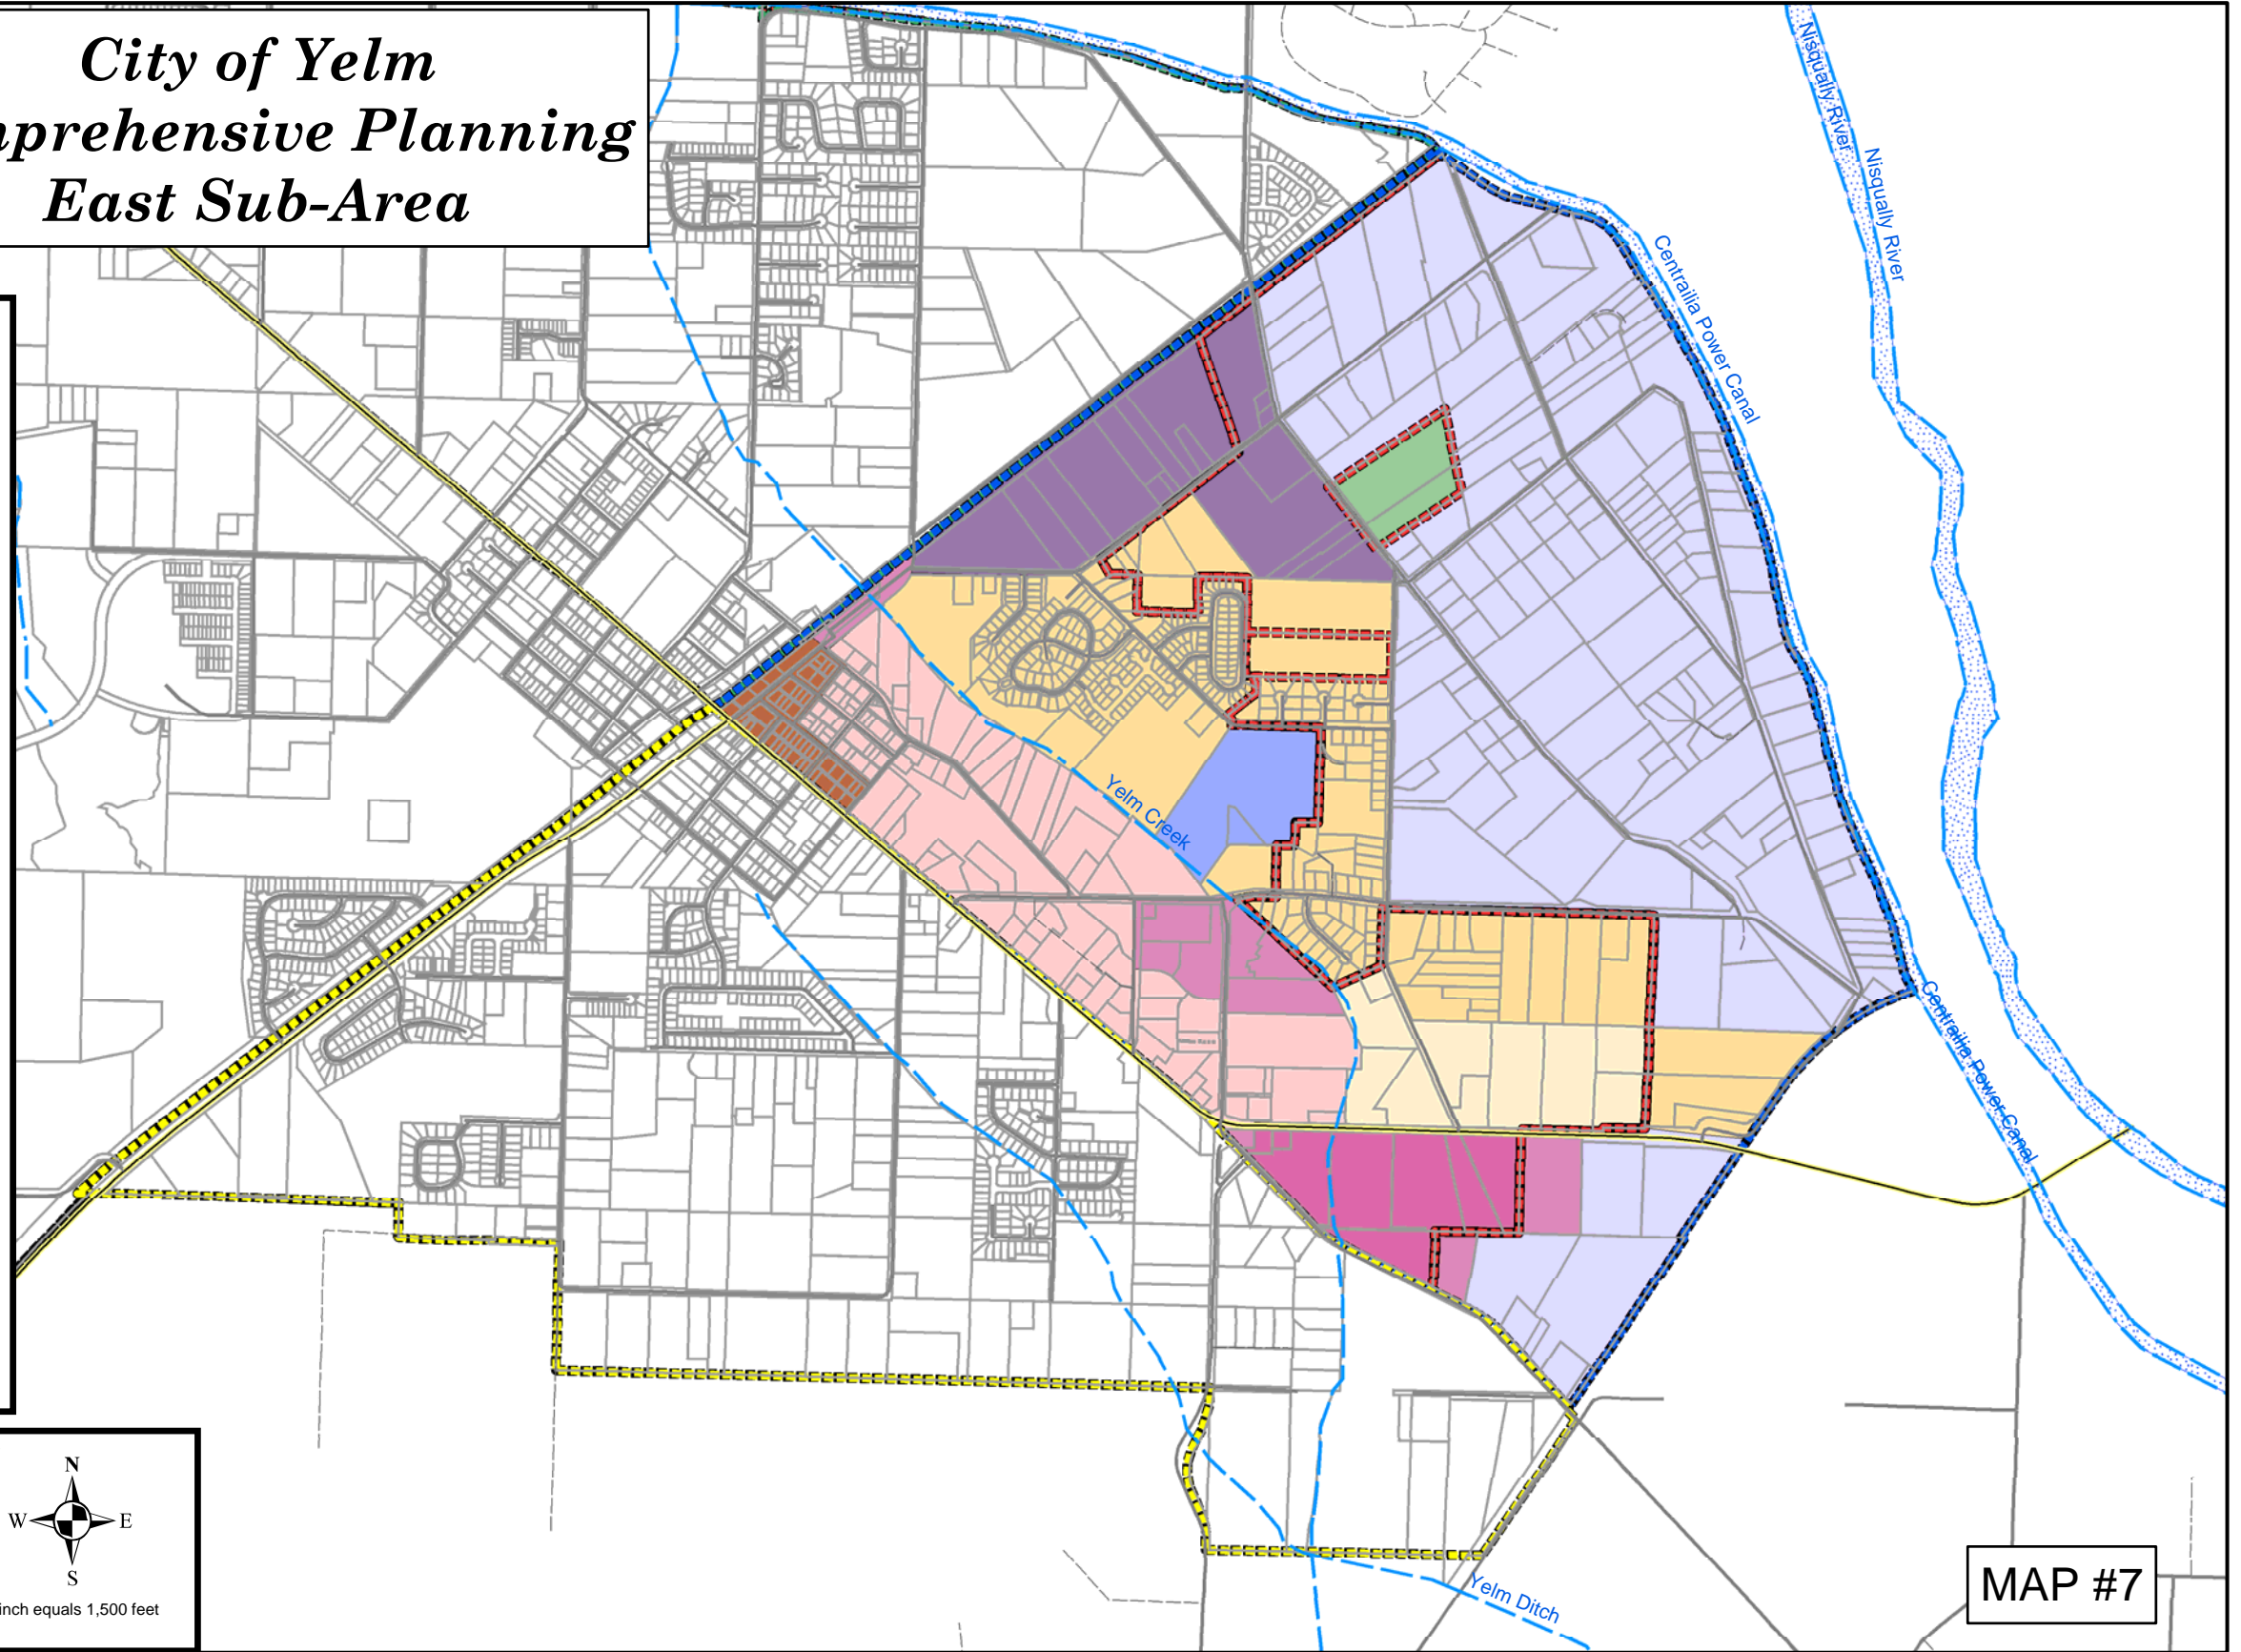 City of Yelm
mprehensive Planning
East Sub-Area
Nisqually River
Nisqually River
Centrailia Power Canal
Yelm Creek
Centrailia Power Canal
N
W E
S
inch equals 1,500 feet
Yelm Ditch
MAP #7